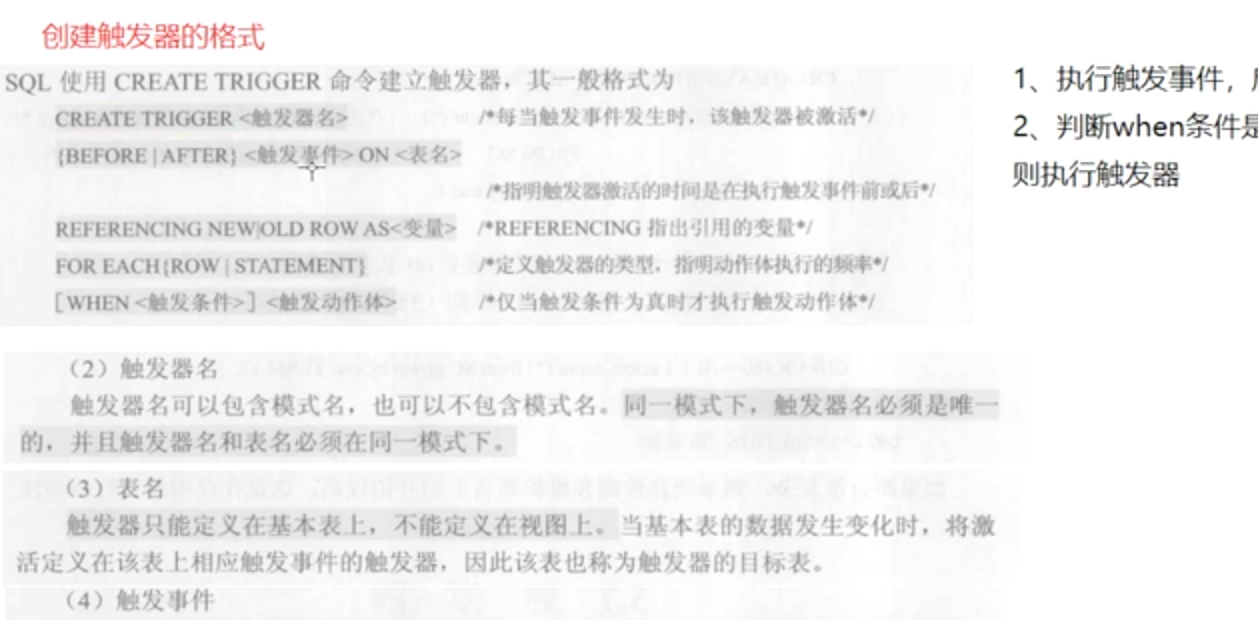 创建触发器的格式
SQL 使用 CREATE TRIGGER 命令建立触发器，其一般格式为
CREATE TRIGGER <触发器名> /*每当触发事件发生时，该触发器被激活*/
{BEFORE | AFTER} <触发事件> ON <表名>
/*指明触发器激活的时间是在执行触发事件前或后*/
REFERENCING NEW|OLD ROW AS<变量> /*REFERENCING 指出引用的变量*/
FOR EACH{ROW | STATEMENT} /*定义触发器的类型，指明动作体执行的频率*/
［WHEN <触发条件>］<触发动作体> /*仅当触发条件为真时才执行触发动作体*/
（2）触发器名
触发器名可以包含模式名，也可以不包含模式名。同一模式下，触发器名必须是唯一
的，并且触发器名和表名必须在同一模式下。
（3）表名
触发器只能定义在基本表上，不能定义在视图上。当基本表的数据发生变化时，将激
活定义在该表上相应触发事件的触发器，因此该表也称为触发器的目标表。
（4）触发事件
1、执行触发事件，
2、判断when条件是
则执行触发器